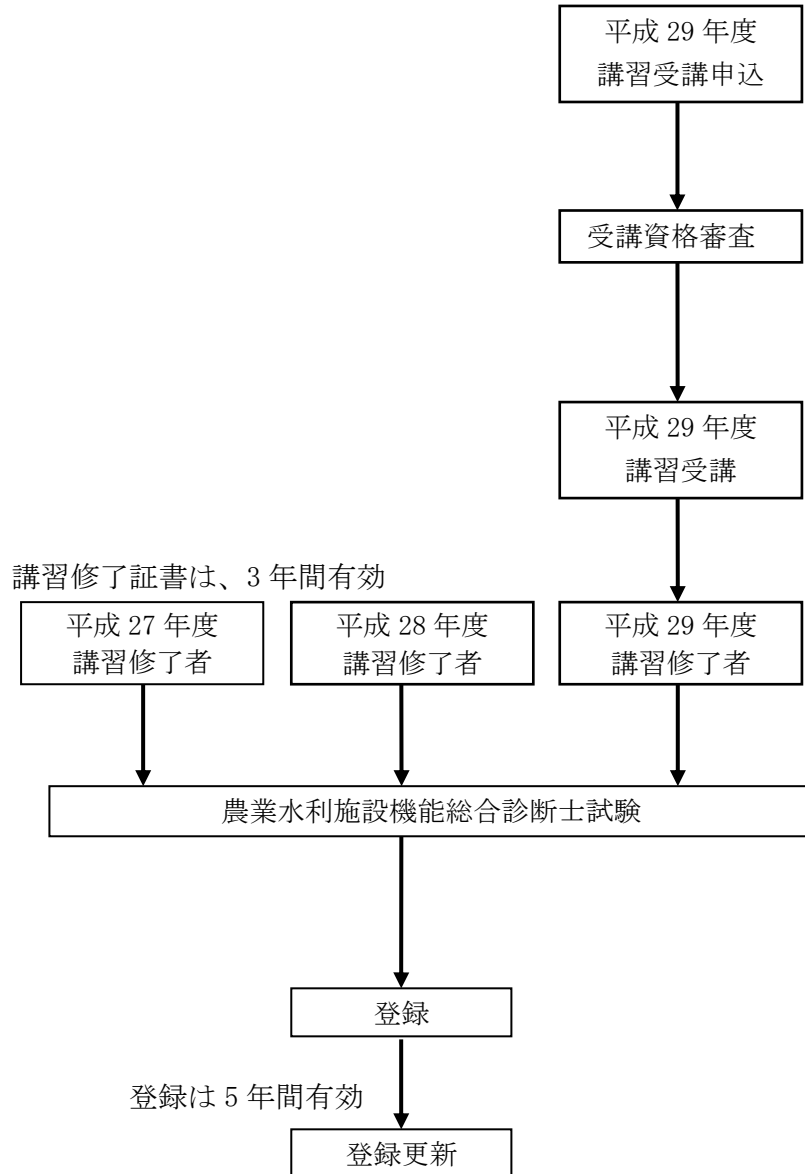 平成 29 年度
講習受講申込
受講資格審査
平成 29 年度
講習受講
講習修了証書は、3 年間有効
平成 27 年度
講習修了者
平成 28 年度
講習修了者
平成 29 年度
講習修了者
農業水利施設機能総合診断士試験
登録
登録は 5 年間有効
登録更新